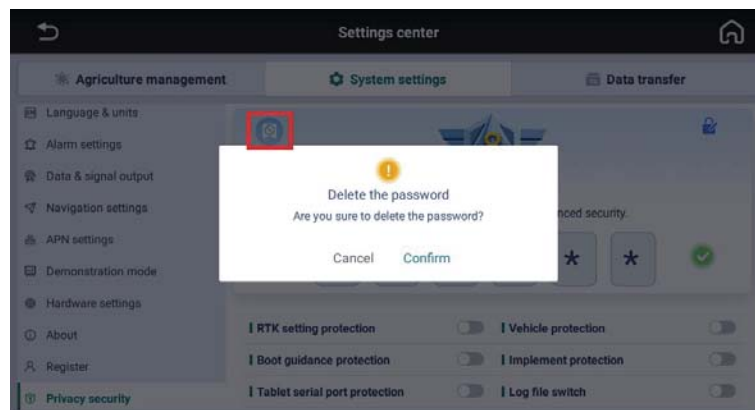 Settings center
Agriculture management
System settings
Data transfer
Language & units
Alarm settings
Data & signal output
Navigation settings
APN settings
Demonstration mode
Hardware settings
About
Register
Privacy security
Delete the password
Are you sure to delete the password?
Cancel Confirm
nced security.
* *
RTK setting protection
Vehicle protection
Boot guidance protection
Implement protection
Tablet serial port protection
Log file switch